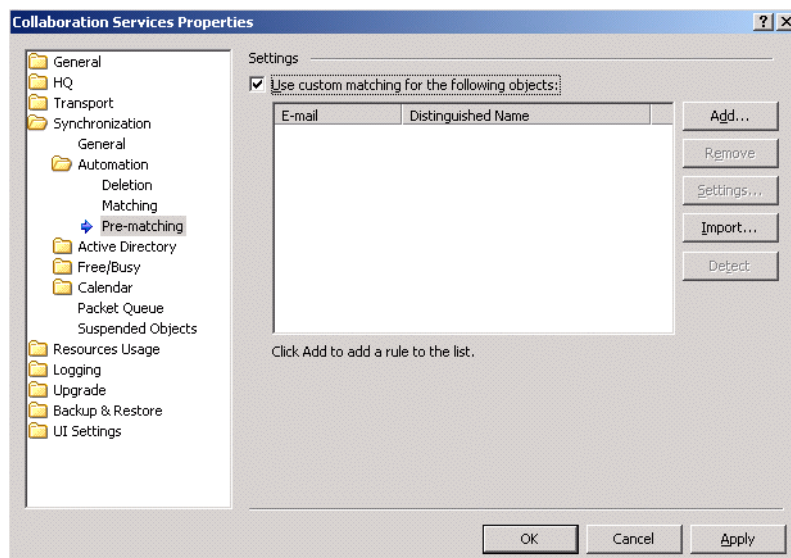 Collaboration Services Properties
General
HQ
Transport
Synchronization
General
Automation
Deletion
Matching
Pre-matching
Active Directory
Free/Busy
Calendar
Packet Queue
Suspended Objects
Resources Usage
Logging
Upgrade
Backup & Restore
UI Settings
Settings
Use custom matching for the following objects:
E-mail Distinguished Name
Add...
Remove
Settings...
Import...
Detect
Click Add to add a rule to the list.
OK Cancel Apply